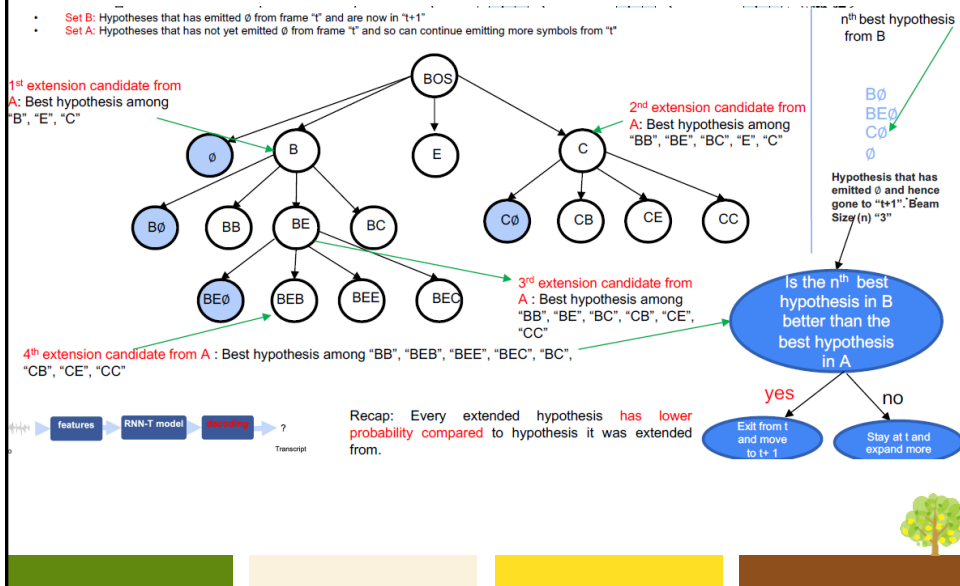 Set B: Hypotheses that has emitted ∅ from frame “t” and are now in “t+1”
Set A: Hypotheses that has not yet emitted ∅ from frame “t” and so can continue emitting more symbols from “t”
nth best hypothesis
from B
BOS
1st extension candidate from
A: Best hypothesis among
“B”, “E”, “C”
2nd extension candidate from
A: Best hypothesis among
“BB”, “BE”, “BC”, “E”, “C”
B∅
BE∅
C∅
∅
∅
B
E
C
Hypothesis that has
emitted ∅ and hence
gone to “t+1”. Beam
Size(n) “3”
B∅
BB
BE
BC
C∅
CB
CE
CC
BE∅
BEB
BEE
BEC
3rd extension candidate from
A : Best hypothesis among
“BB”, “BE”, “BC”, “CB”, “CE”,
“CC”
Is the nth best
hypothesis in B
better than the
best hypothesis
in A
4th extension candidate from A : Best hypothesis among “BB”, “BEB”, “BEE”, “BEC”, “BC”,
“CB”, “CE”, “CC”
yes
no
features
RNN-T model
decoding
?
Transcript
o
Recap: Every extended hypothesis has lower
probability compared to hypothesis it was extended
from.
Exit from t
and move
to t+ 1
Stay at t and
expand more